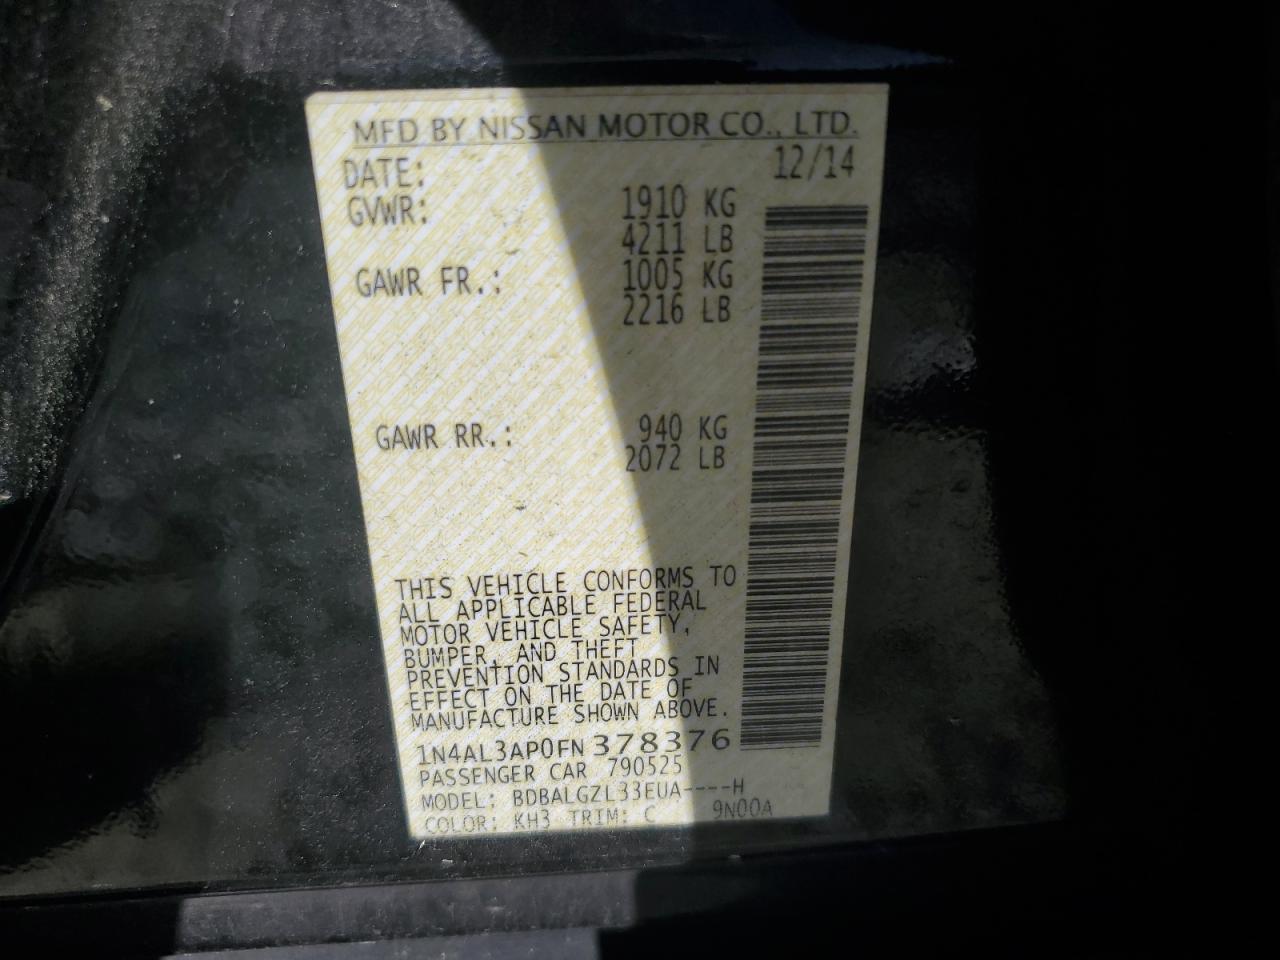 MFD BY NISSAN MOTOR CO., LTD.
DATE: 12/14
GVWR: 1910 KG
4211 LB
GAWR FR.: 1005 KG
2216 LB
GAWR RR.: 940 KG
2072 LB
THIS VEHICLE CONFORMS TO
ALL APPLICABLE FEDERAL
MOTOR VEHICLE SAFETY,
BUMPER, AND THEFT
PREVENTION STANDARDS IN
EFFECT ON THE DATE OF
MANUFACTURE SHOWN ABOVE.
1N4AL3AP0FN378376
PASSENGER CAR 790525
MODEL: BDBALGZL33EUA----H
COLOR: KH3 TRIM: C 9N00A